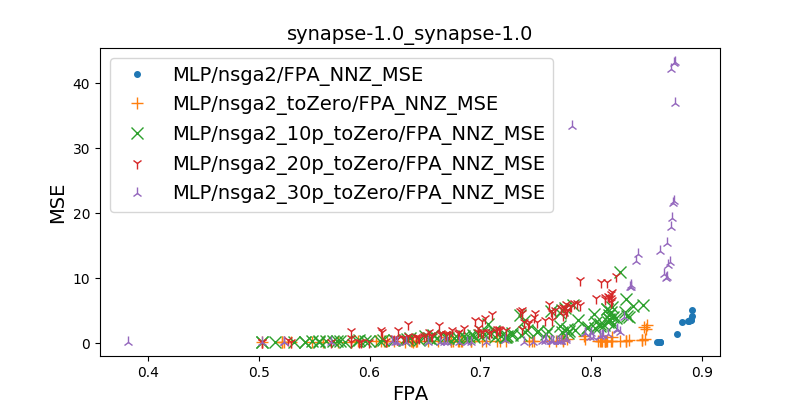 synapse-1.0_synapse-1.0
MLP/nsga2/FPA_NNZ_MSE
MLP/nsga2_toZero/FPA_NNZ_MSE
MLP/nsga2_10p_toZero/FPA_NNZ_MSE
MLP/nsga2_20p_toZero/FPA_NNZ_MSE
MLP/nsga2_30p_toZero/FPA_NNZ_MSE
MSE
40
30
20
10
0
0.4 0.5 0.6 0.7 0.8 0.9
FPA